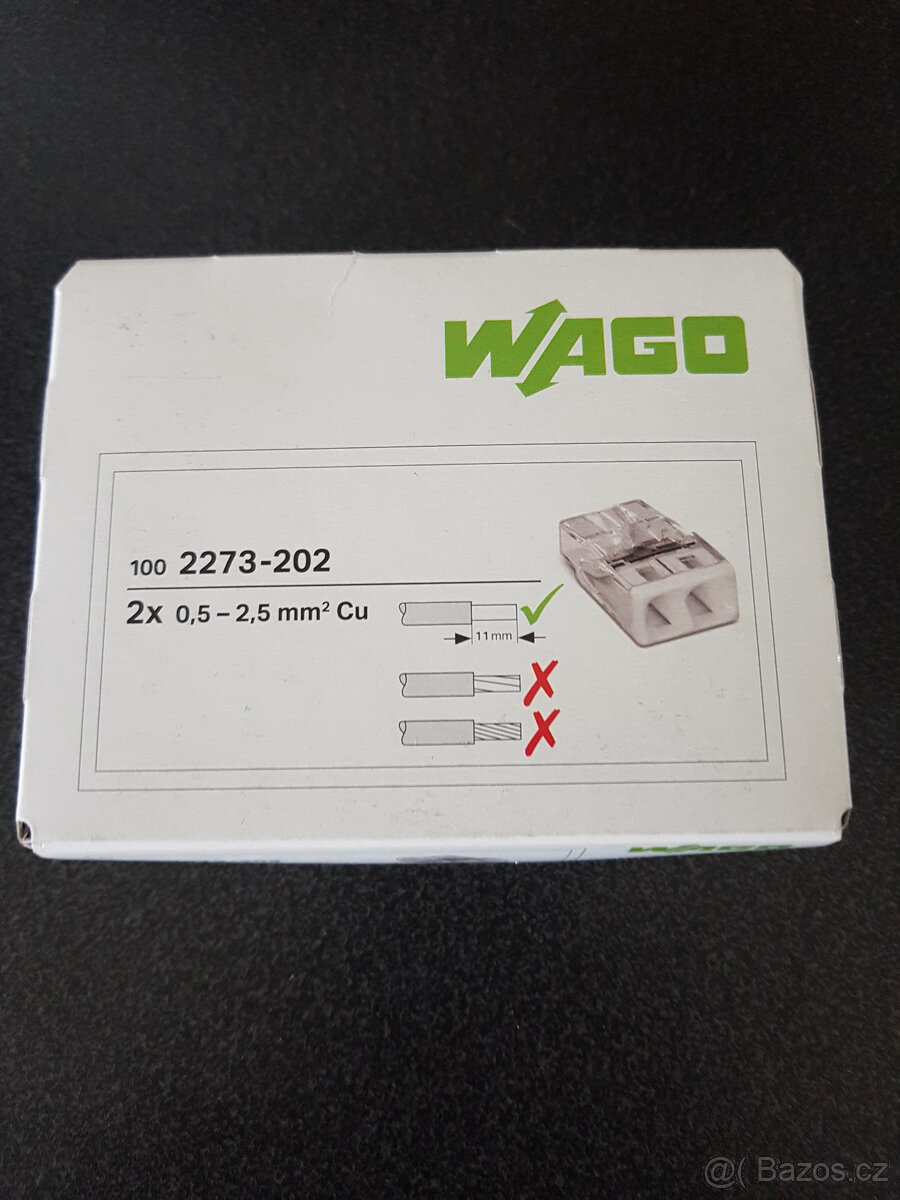 WAGO
100 2273-202
2x 0,5 – 2,5 mm² Cu
11 mm
WAGO
@( Bazos.cz